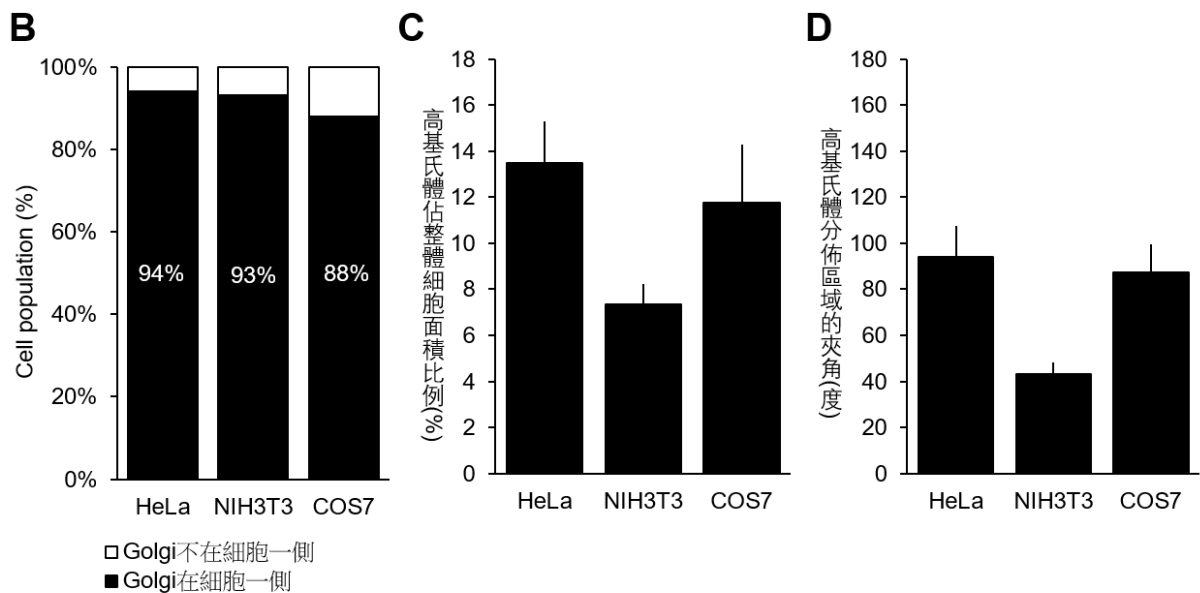 B
Cell population (%)
100%
80%
60%
40%
20%
0%
94%
93%
88%
HeLa
NIH3T3
COS7
Golgi不在細胞一側
Golgi在細胞一側
C
高基氏體佔整體細胞面積比例(%)
18
16
14
12
10
8
6
4
2
0
HeLa
NIH3T3
COS7
D
高基氏體分佈區域的夾角(度)
180
160
140
120
100
80
60
40
20
0
HeLa
NIH3T3
COS7